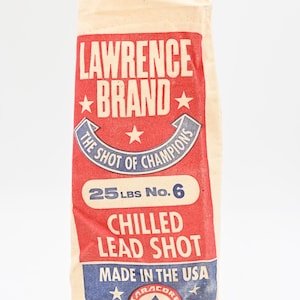 LAWRENCE
BRAND
THE SHOT OF CHAMPIONS
25 LBS No. 6
CHILLED
LEAD SHOT
MADE IN THE USA